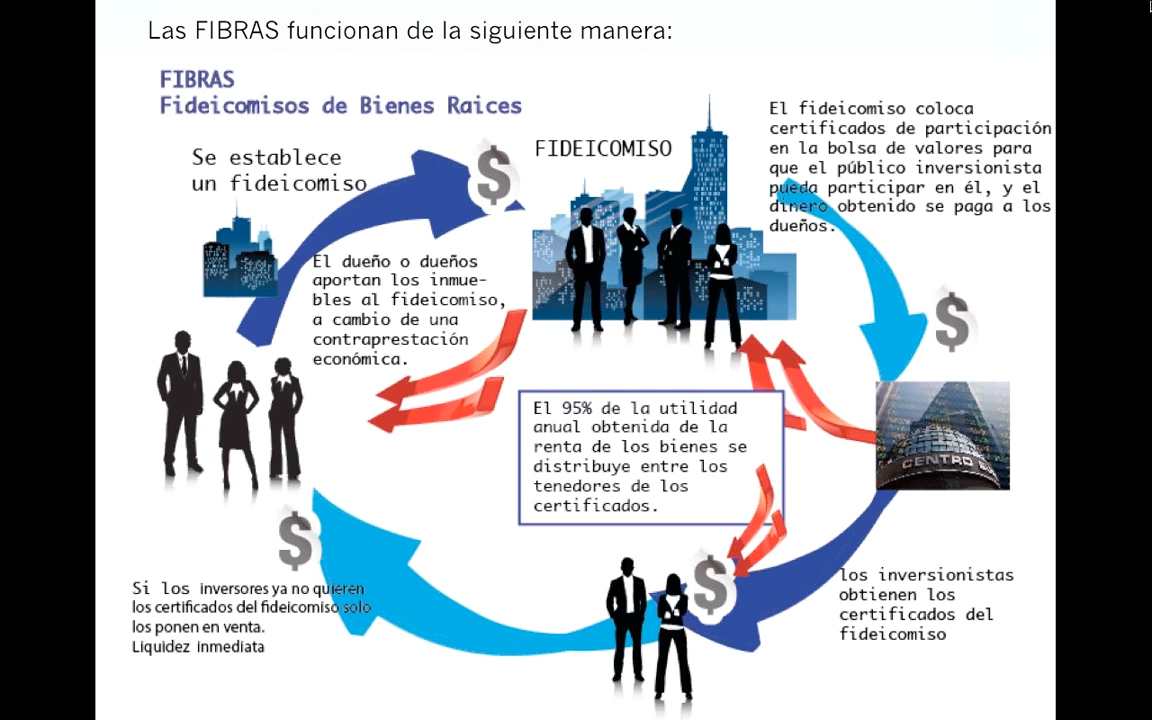 Las FIBRAS funcionan de la siguiente manera:
FIBRAS
Fideicomisos de Bienes Raices
Se establece
un fideicomiso
FIDEICOMISO
El fideicomiso coloca
certificados de participación
en la bolsa de valores para
que el público inversionista
pueda participar en él, y el
dinero obtenido se paga a los
dueños.
El dueño o dueños
aportan los inmue-
bles al fideicomiso,
a cambio de una
contraprestación
económica.
$
$
El 95% de la utilidad
anual obtenida de la
renta de los bienes se
distribuye entre los
tenedores de los
certificados.
CENTRO
$
$
los inversionistas
obtienen los
certificados del
fideicomiso
Si los inversores ya no quieren
los certificados del fideicomiso solo
los ponen en venta.
Liquidez inmediata